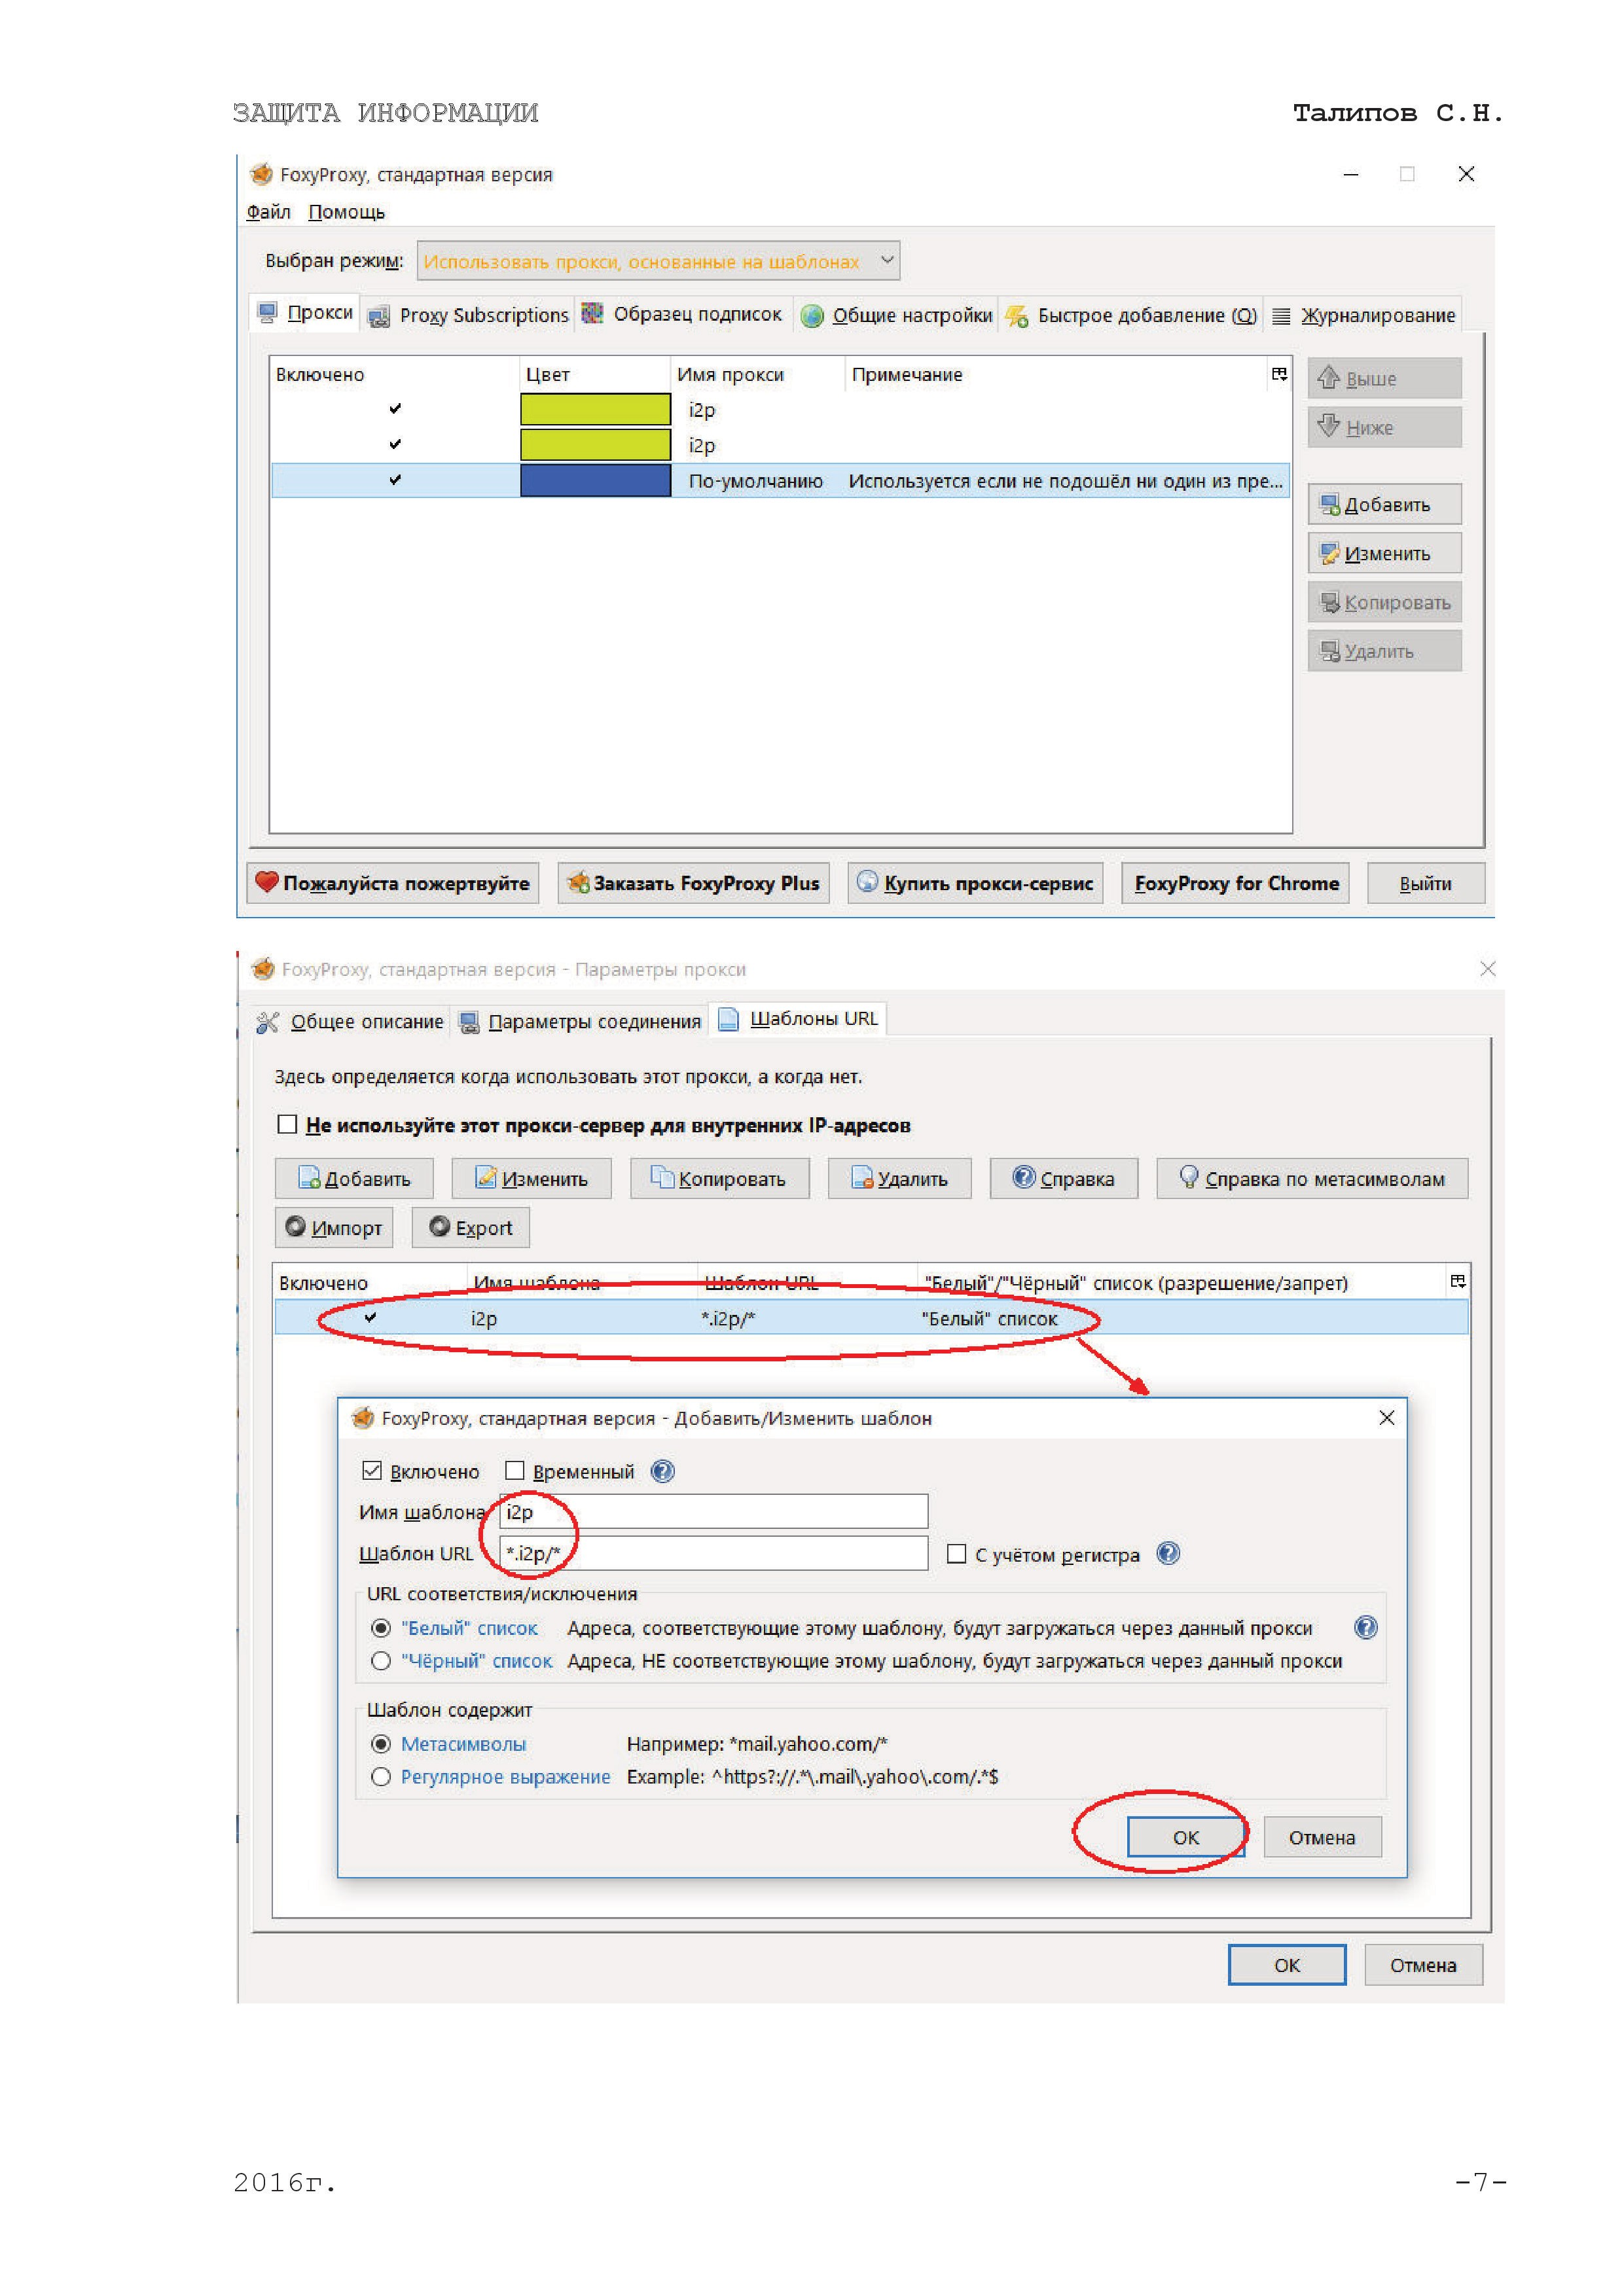 ЗАЩИТА ИНФОРМАЦИИ Талипов С.Н.
FoxyProxy, стандартная версия
Файл Помощь
Выбран режим: Использовать прокси, основанные на шаблонах
Прокси Proxy Subscriptions Образец подписок Общие настройки Быстрое добавление (Q) Журналирование
Включено Цвет Имя прокси Примечание
i2p
i2p
По-умолчанию Используется если не подошёл ни один из пре...
Выше
Ниже
Добавить
Изменить
Копировать
Удалить
Пожалуйста пожертвуйте Заказать FoxyProxy Plus Купить прокси-сервис FoxyProxy for Chrome Выйти
FoxyProxy, стандартная версия - Параметры прокси
Общее описание Параметры соединения Шаблоны URL
Здесь определяется когда использовать этот прокси, а когда нет.
Не используйте этот прокси-сервер для внутренних IP-адресов
Добавить Изменить Копировать Удалить Справка Справка по метасимволам
Импорт Export
Включено Имя шаблона Шаблон URL "Белый"/"Чёрный" список (разрешение/запрет)
i2p *.i2p/* "Белый" список
FoxyProxy, стандартная версия - Добавить/Изменить шаблон
Включено Временный
Имя шаблона i2p
Шаблон URL *.i2p/* С учётом регистра
URL соответствия/исключения
"Белый" список Адреса, соответствующие этому шаблону, будут загружаться через данный прокси
"Чёрный" список Адреса, НЕ соответствующие этому шаблону, будут загружаться через данный прокси
Шаблон содержит
Метасимволы Например: *mail.yahoo.com/*
Регулярное выражение Example: ^https?://.*\.mail\.yahoo\.com/.*$
OK Отмена
OK Отмена
2016г. -7-